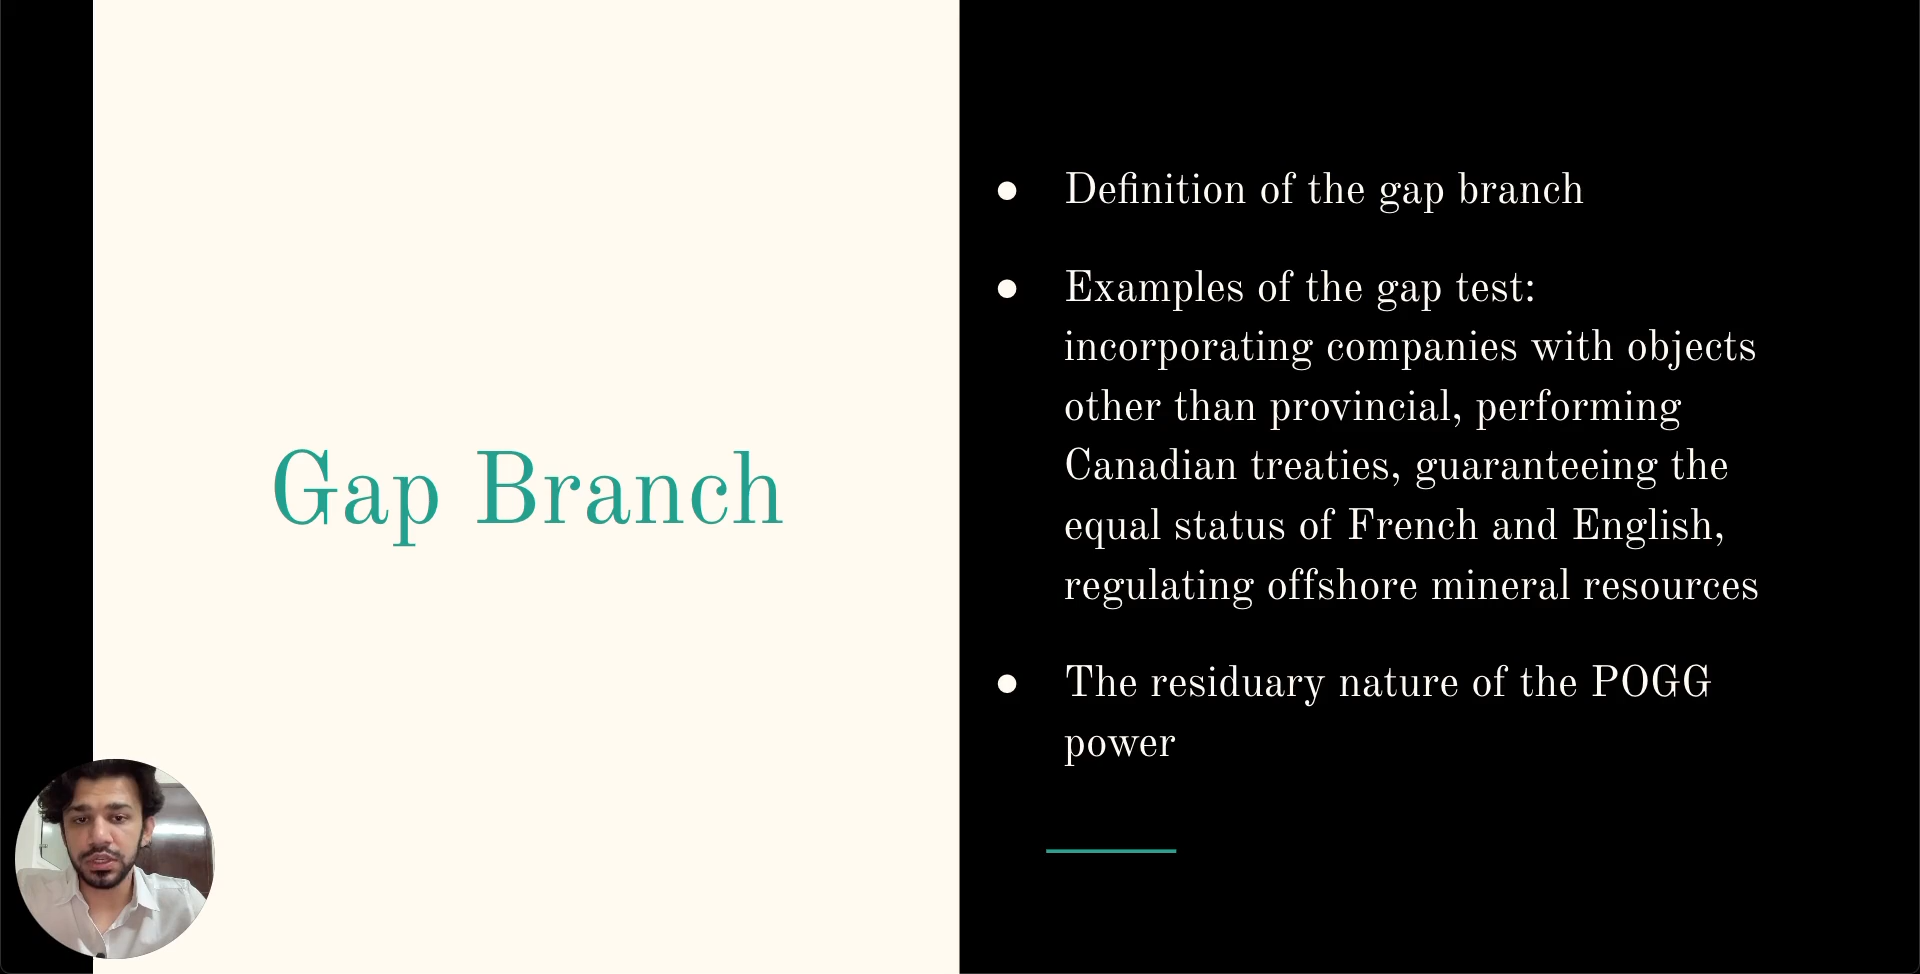 Gap Branch
Definition of the gap branch
Examples of the gap test:
incorporating companies with objects
other than provincial, performing
Canadian treaties, guaranteeing the
equal status of French and English,
regulating offshore mineral resources
The residuary nature of the POGG
power